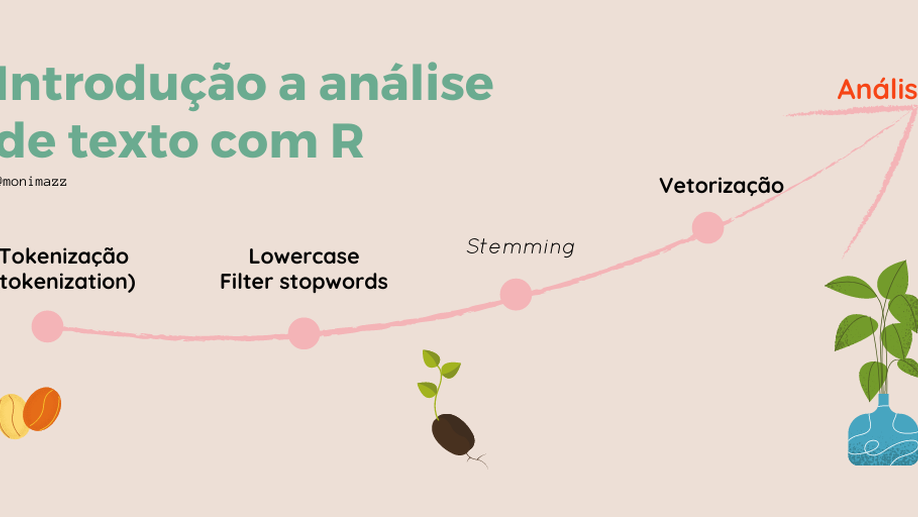 Introdução a análise
de texto com R
@monimazz
Anális
Vetorização
Stemming
Tokenização
tokenization)
Lowercase
Filter stopwords